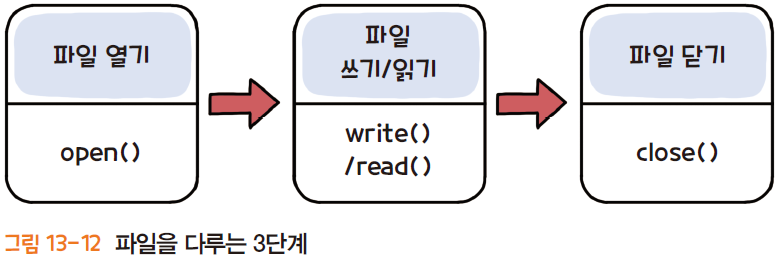 파일 열기
open()
파일
쓰기/읽기
write()
/read()
파일 닫기
close()
그림 13-12 파일을 다루는 3단계